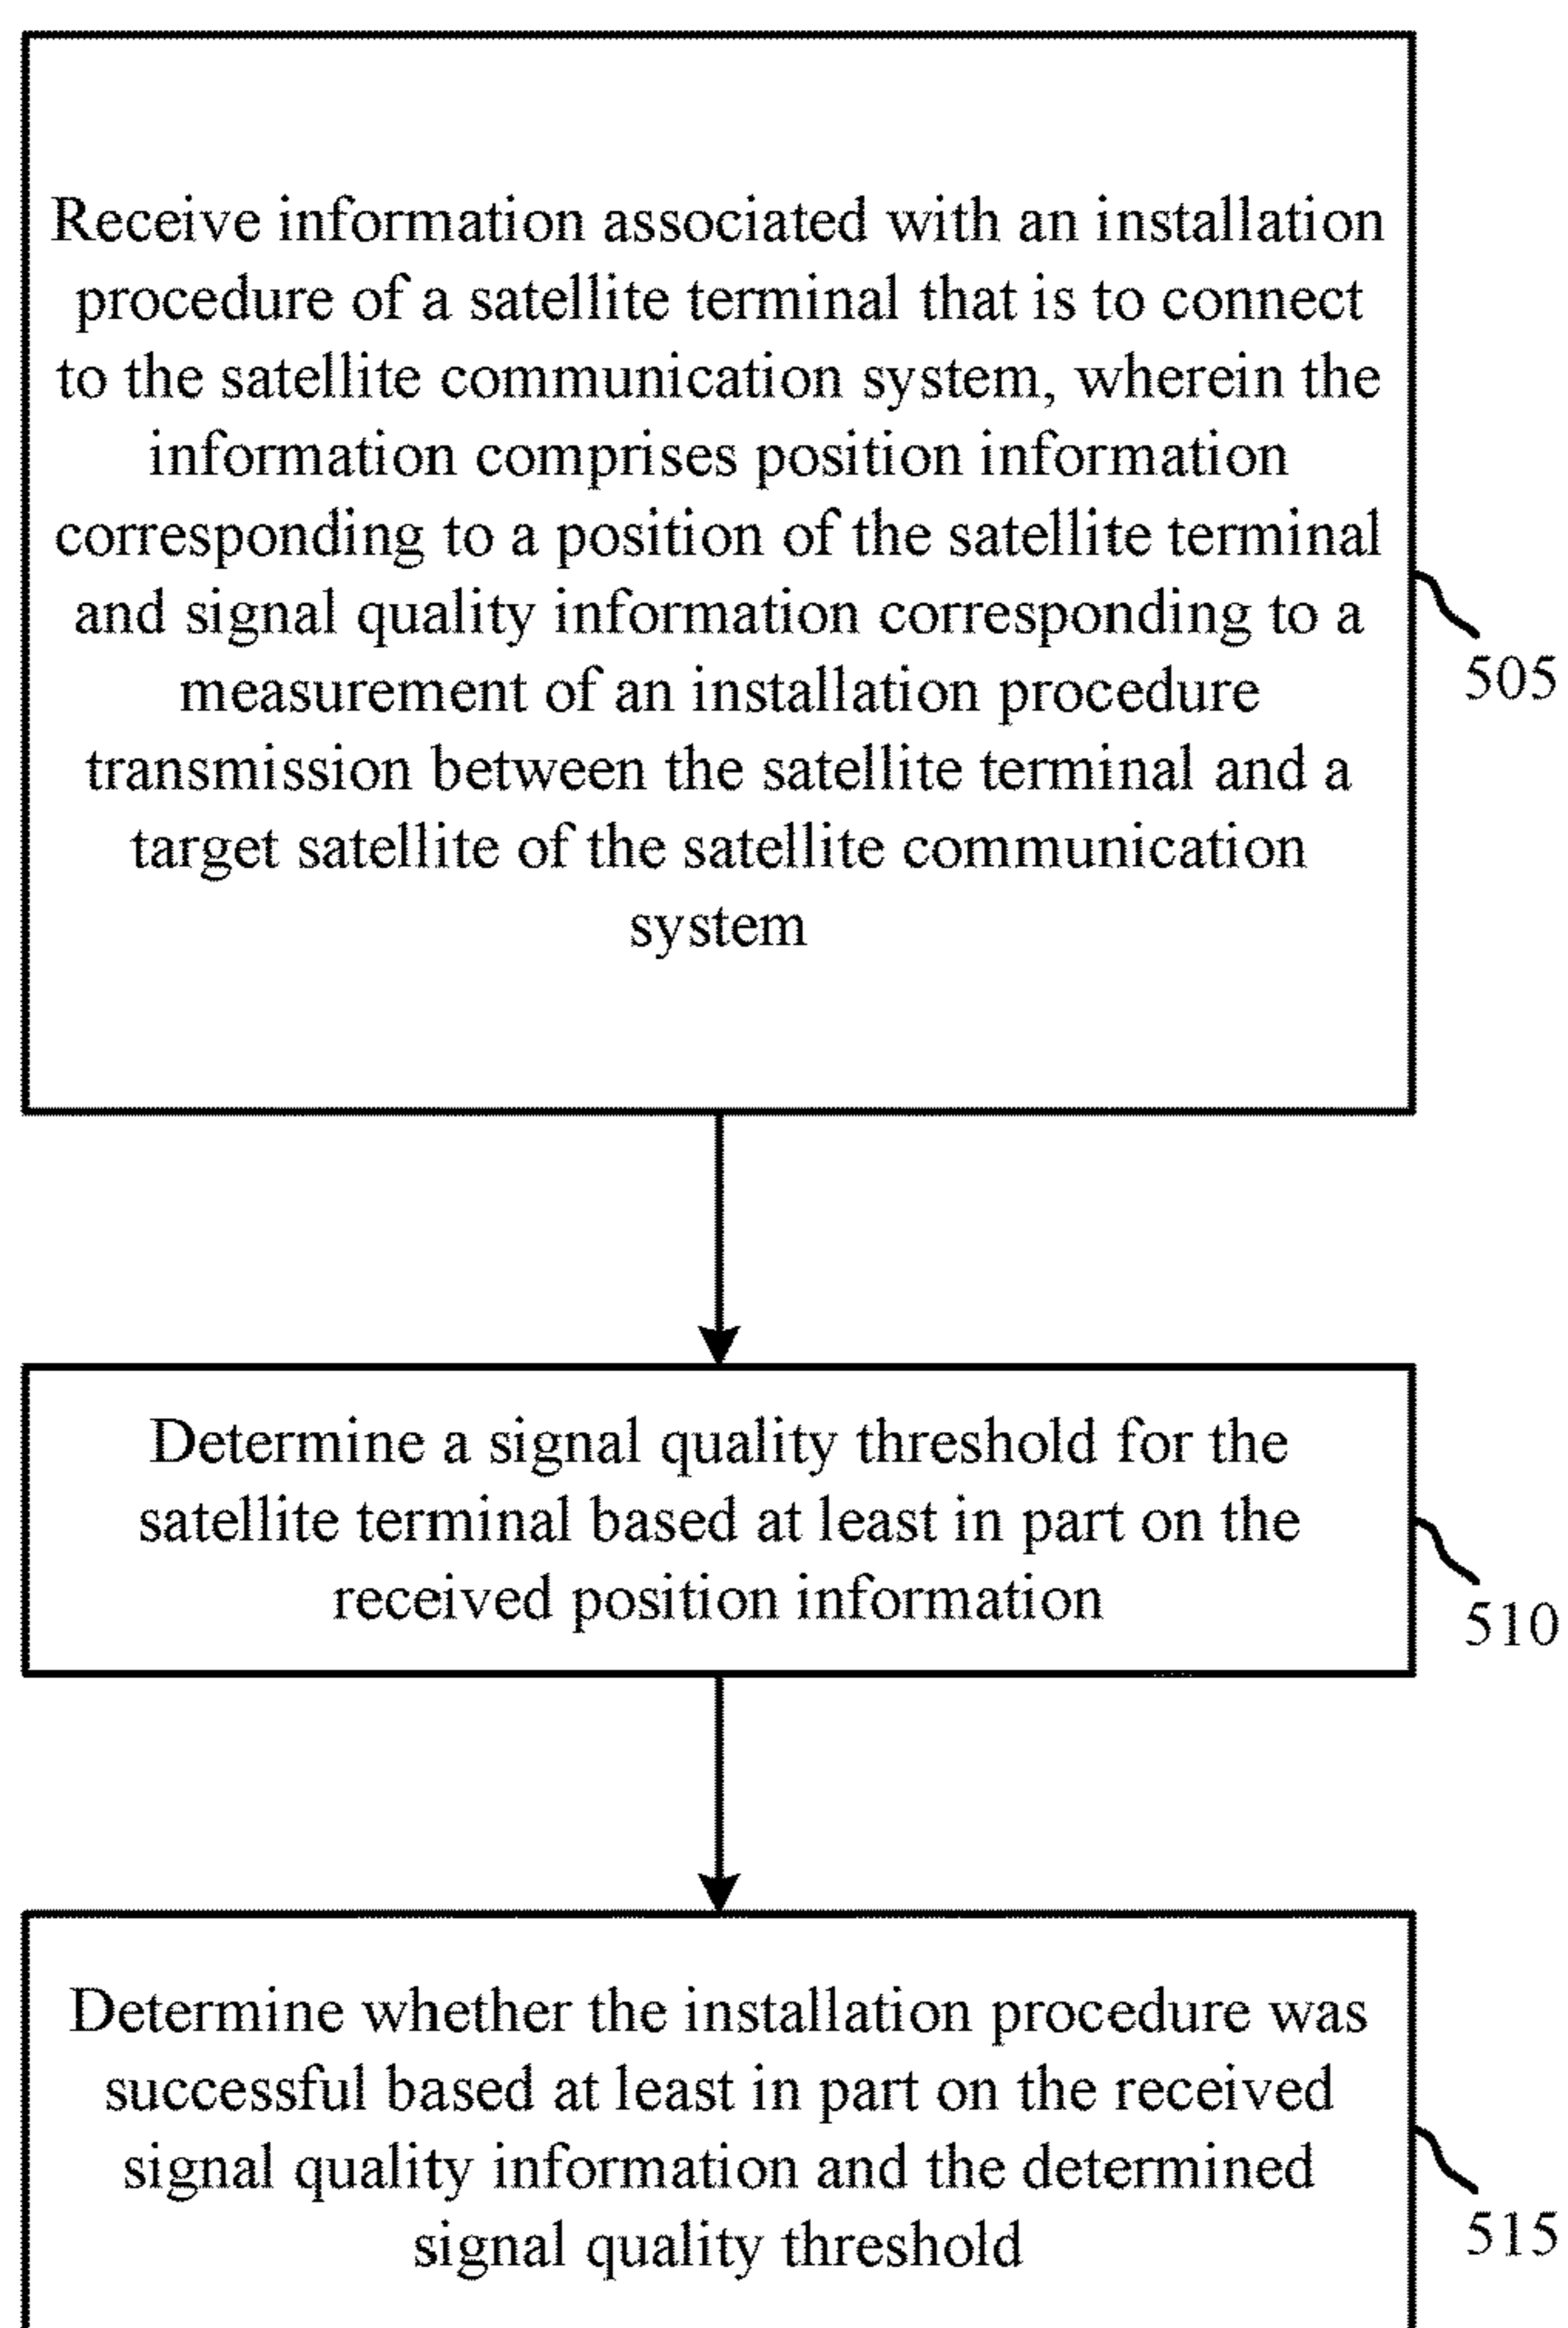 Receive information associated with an installation
procedure of a satellite terminal that is to connect
to the satellite communication system, wherein the
information comprises position information
corresponding to a position of the satellite terminal
and signal quality information corresponding to a
measurement of an installation procedure
transmission between the satellite terminal and a
target satellite of the satellite communication
system
505
Determine a signal quality threshold for the
satellite terminal based at least in part on the
received position information
510
Determine whether the installation procedure was
successful based at least in part on the received
signal quality information and the determined
signal quality threshold
515